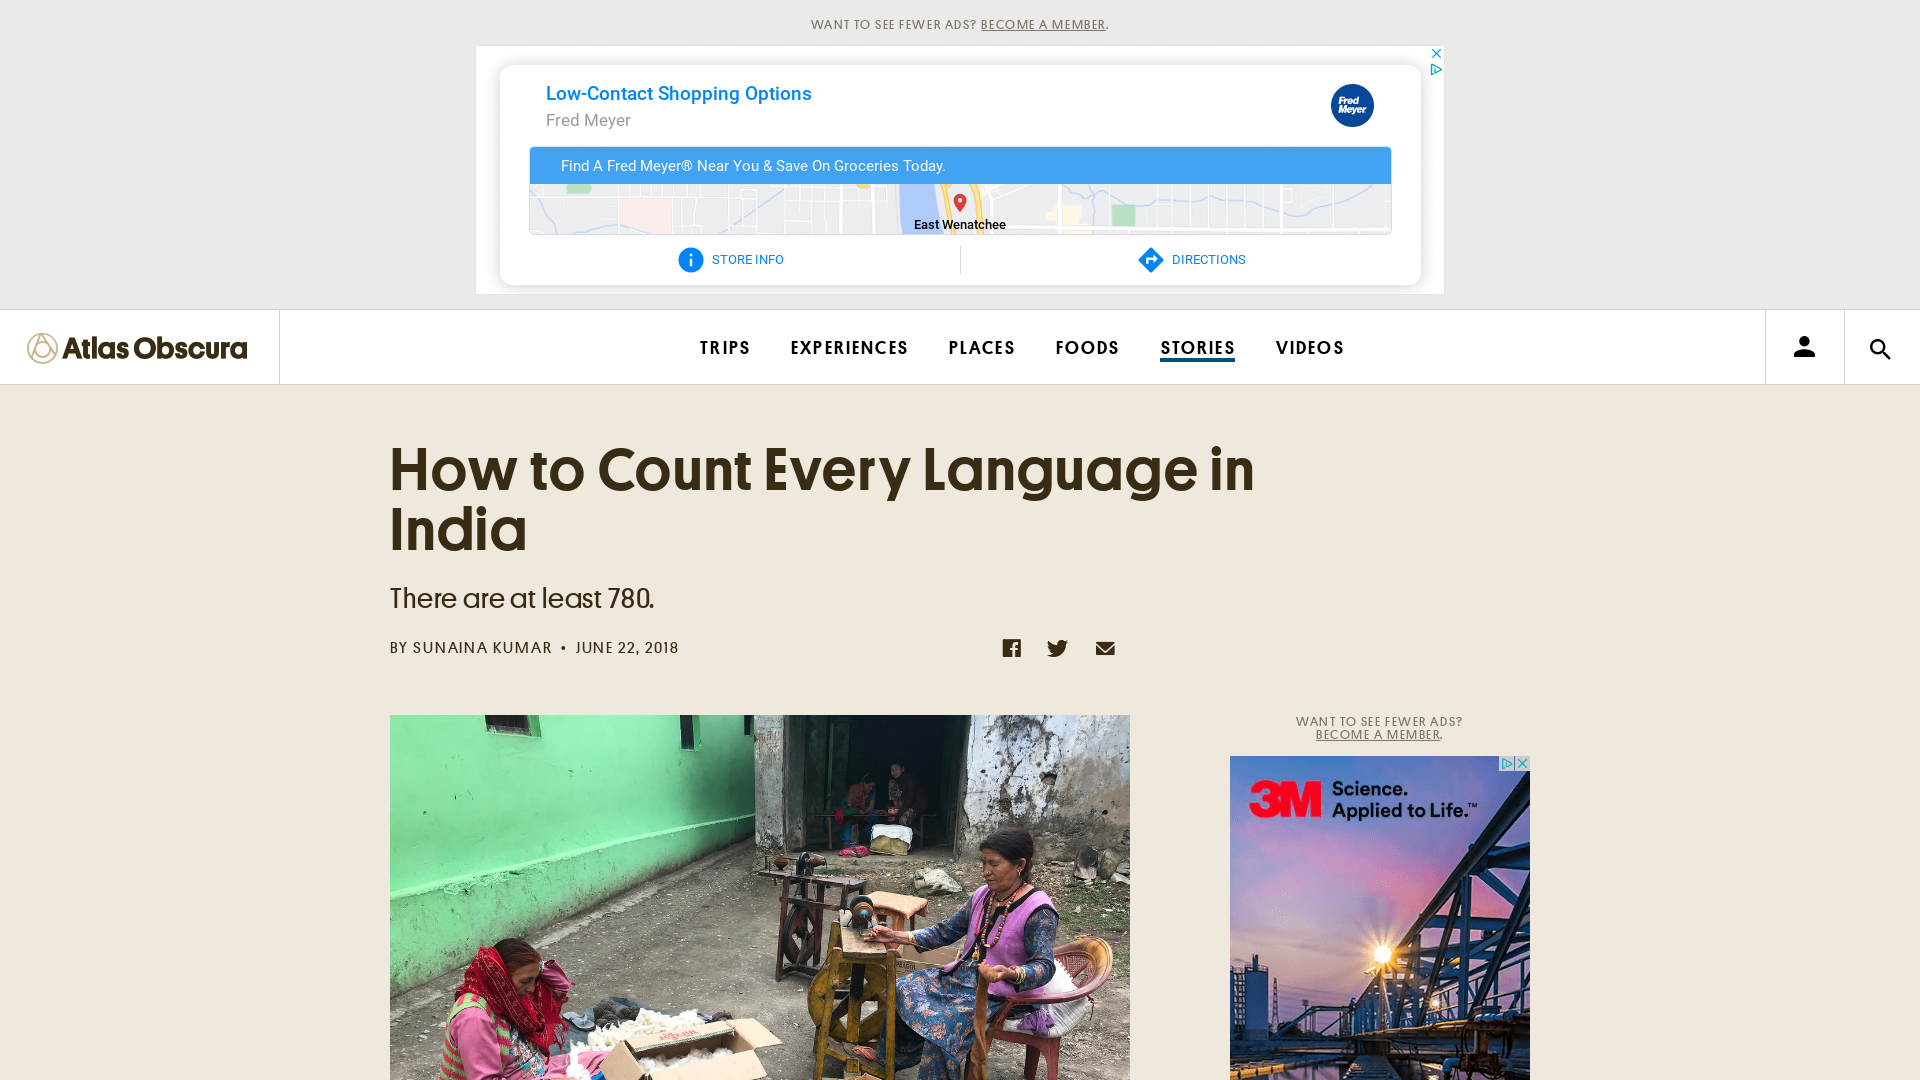 WANT TO SEE FEWER ADS? BECOME A MEMBER.
Low-Contact Shopping Options
Fred Meyer
Fred
Meyer
Find A Fred Meyer® Near You & Save On Groceries Today.
East Wenatchee
STORE INFO
DIRECTIONS
Atlas Obscura
TRIPS
EXPERIENCES
PLACES
FOODS
STORIES
VIDEOS
How to Count Every Language in
India
There are at least 780.
BY SUNAINA KUMAR • JUNE 22, 2018
WANT TO SEE FEWER ADS?
BECOME A MEMBER.
3M Science.
Applied to Life.™